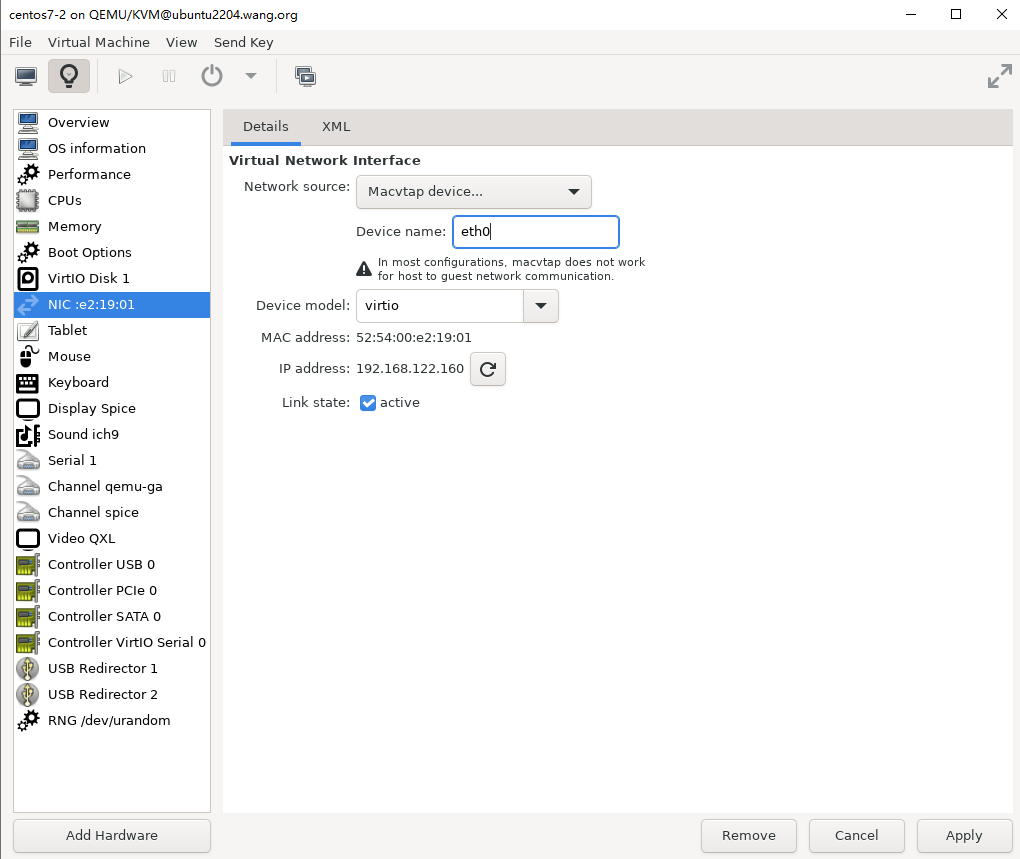 centos7-2 on QEMU/KVM@ubuntu2204.wang.org
File Virtual Machine View Send Key
Overview
OS information
Performance
CPUs
Memory
Boot Options
VirtIO Disk 1
NIC :e2:19:01
Tablet
Mouse
Keyboard
Display Spice
Sound ich9
Serial 1
Channel qemu-ga
Channel spice
Video QXL
Controller USB 0
Controller PCIe 0
Controller SATA 0
Controller VirtIO Serial 0
USB Redirector 1
USB Redirector 2
RNG /dev/urandom
Add Hardware
Details XML
Virtual Network Interface
Network source: Macvtap device...
Device name: eth0
In most configurations, macvtap does not work
for host to guest network communication.
Device model: virtio
MAC address: 52:54:00:e2:19:01
IP address: 192.168.122.160
Link state: active
Remove Cancel Apply